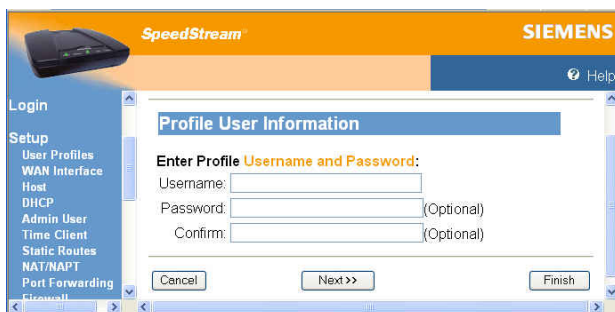 SpeedStream
SIEMENS
Help
Login
Setup
User Profiles
WAN Interface
Host
DHCP
Admin User
Time Client
Static Routes
NAT/NAPT
Port Forwarding
Firewall
Profile User Information
Enter Profile Username and Password:
Username:
Password: (Optional)
Confirm: (Optional)
Cancel Next>> Finish